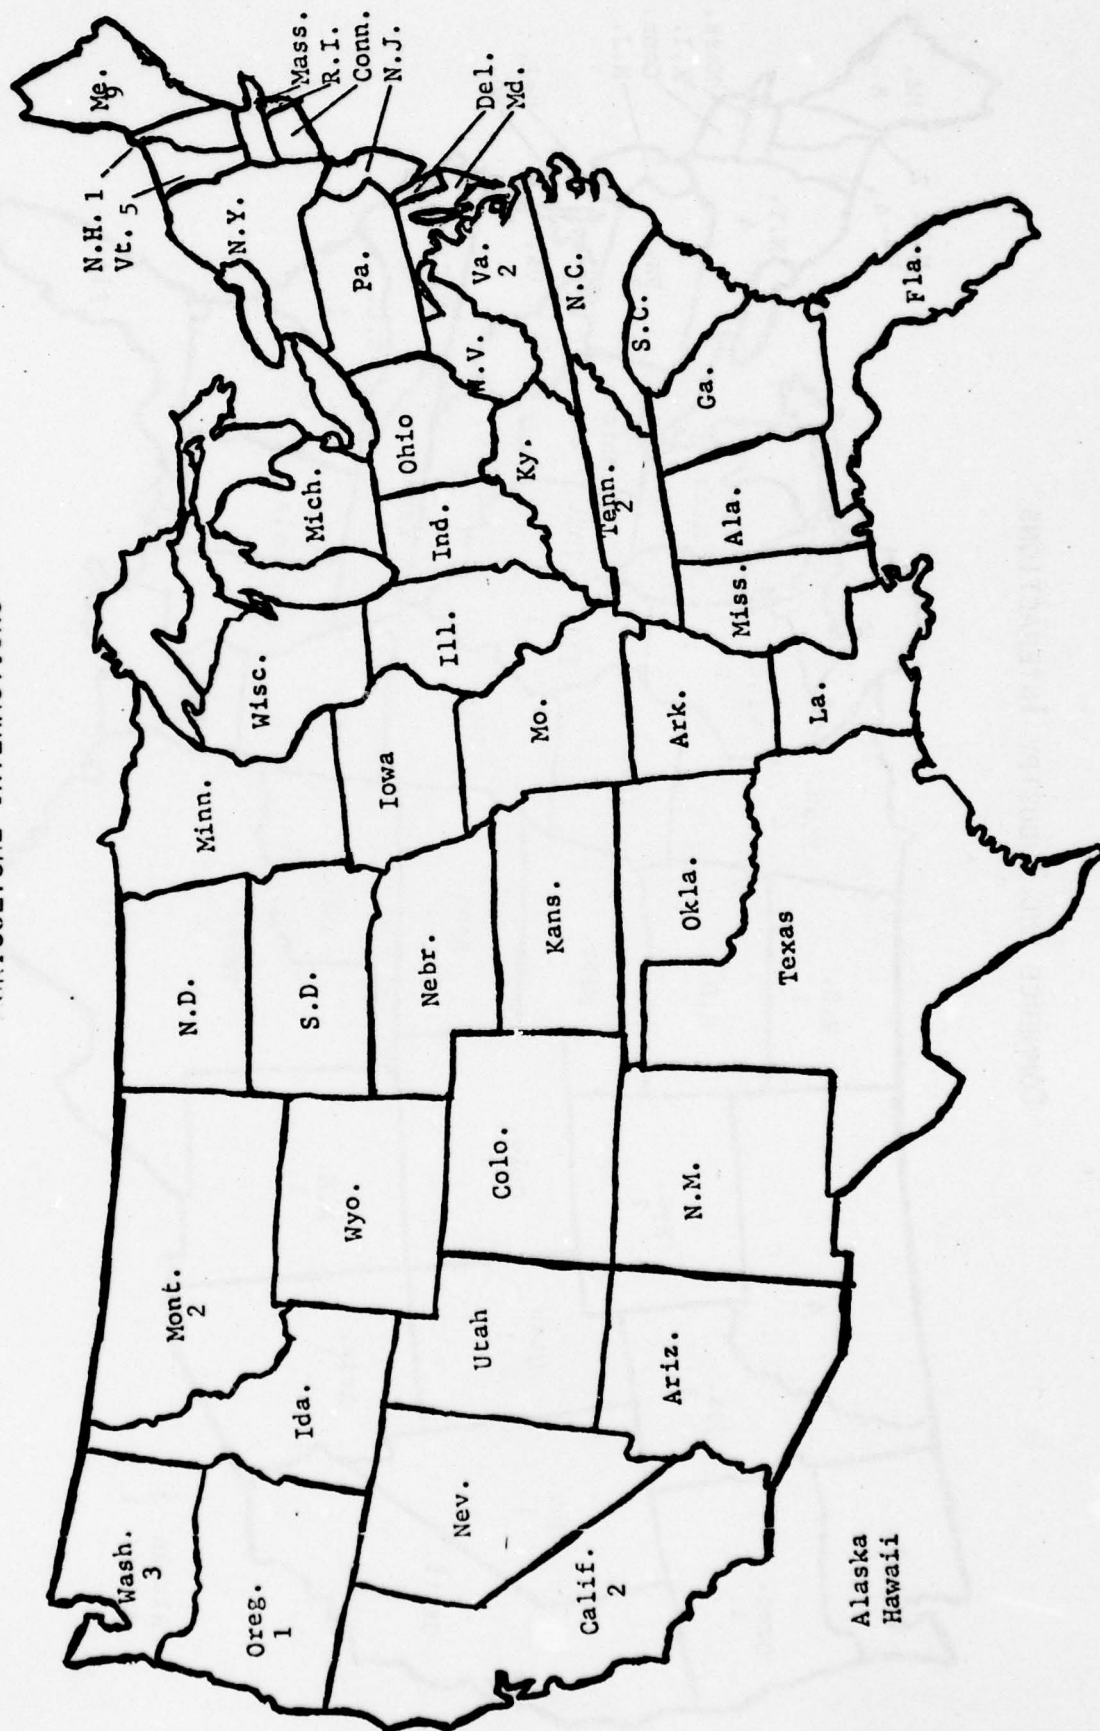 Wash.
3
Oreg.
1
Calif.
2
Nev.
Ida.
Mont.
2
Wyo.
Utah
Ariz.
Colo.
N.M.
N.D.
S.D.
Nebr.
Kans.
Okla.
Texas
Minn.
Iowa
Mo.
Ark.
La.
Wisc.
Ill.
Mich.
Ind.
Ohio
Ky.
Tenn.
2
Miss.
Ala.
Ga.
Fla.
S.C.
N.C.
Va.
2
W.V.
Pa.
N.Y.
N.H. 1
Vt. 5
Me.
9
Mass.
R.I.
Conn.
N.J.
Del.
Md.
Alaska
Hawaii